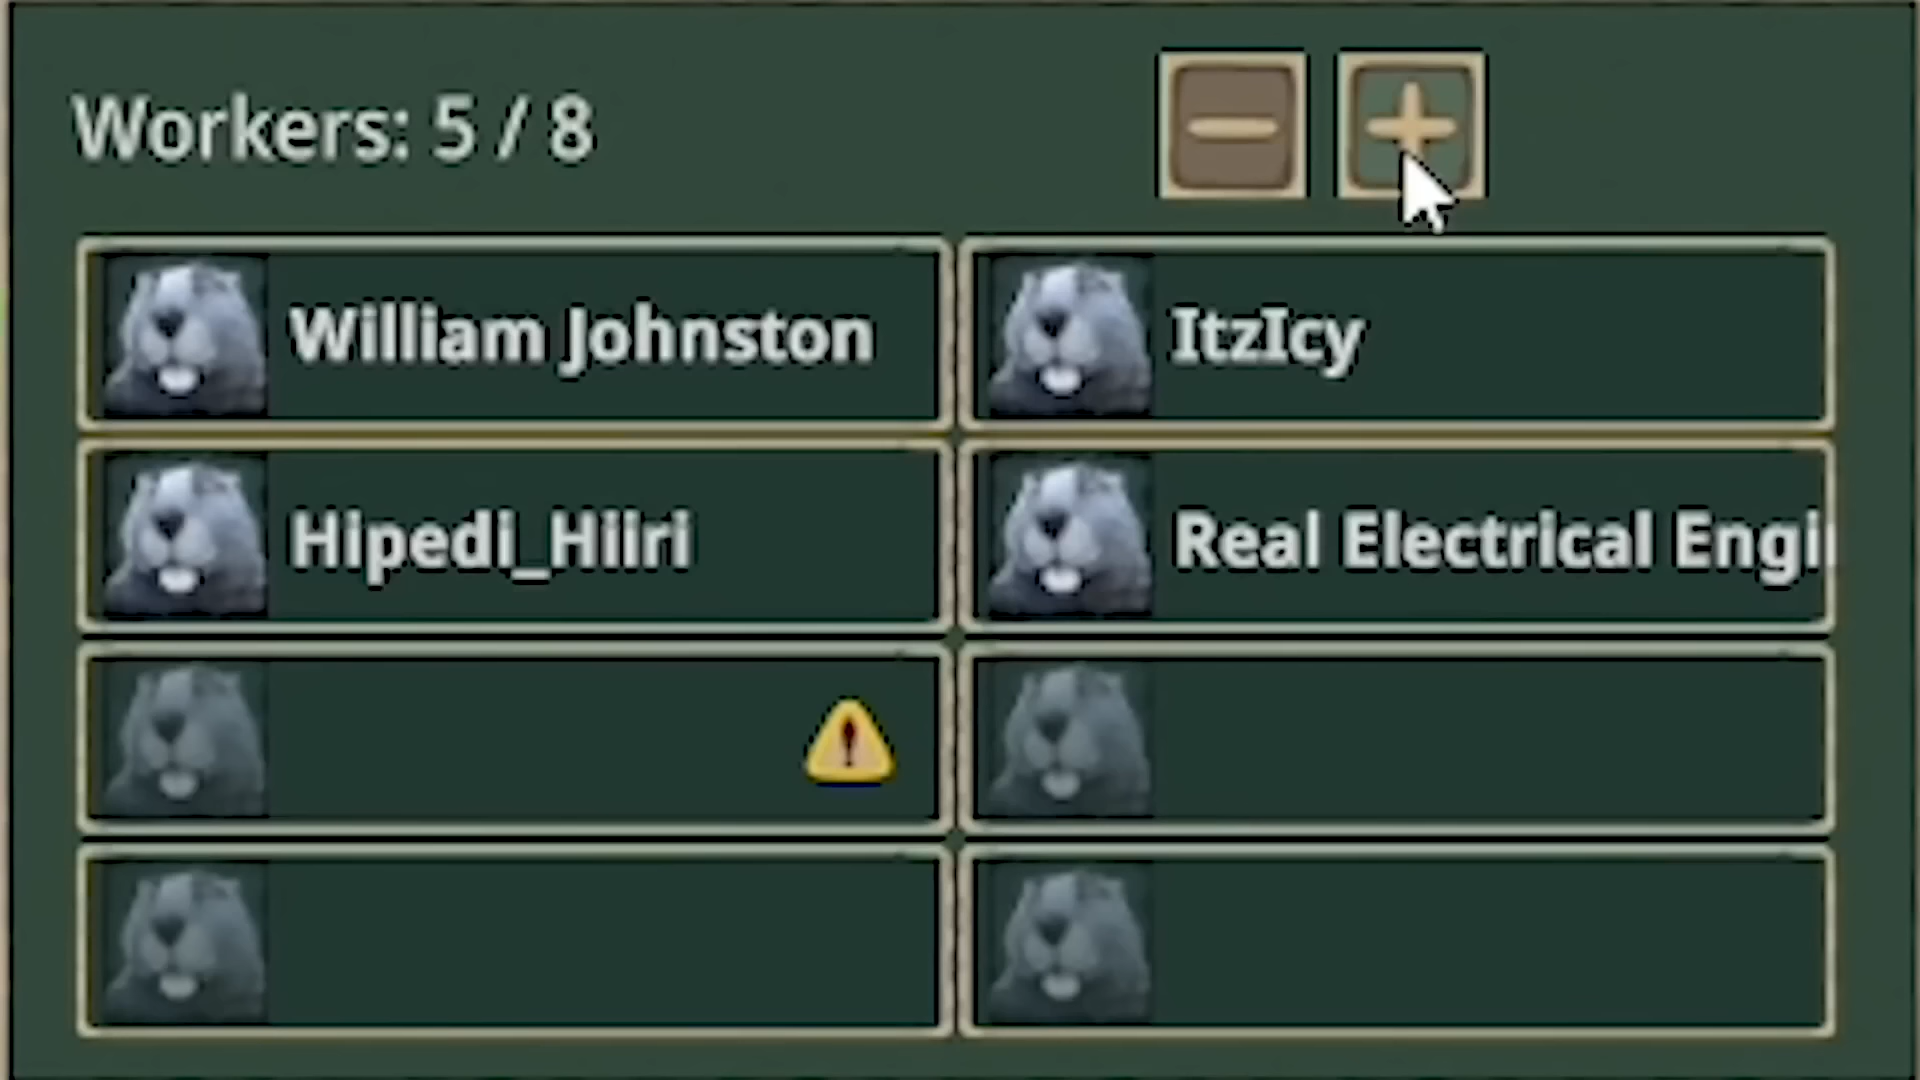 Workers: 5 / 8
William Johnston
ItzIcy
Hipedi_Hiiri
Real Electrical Engi